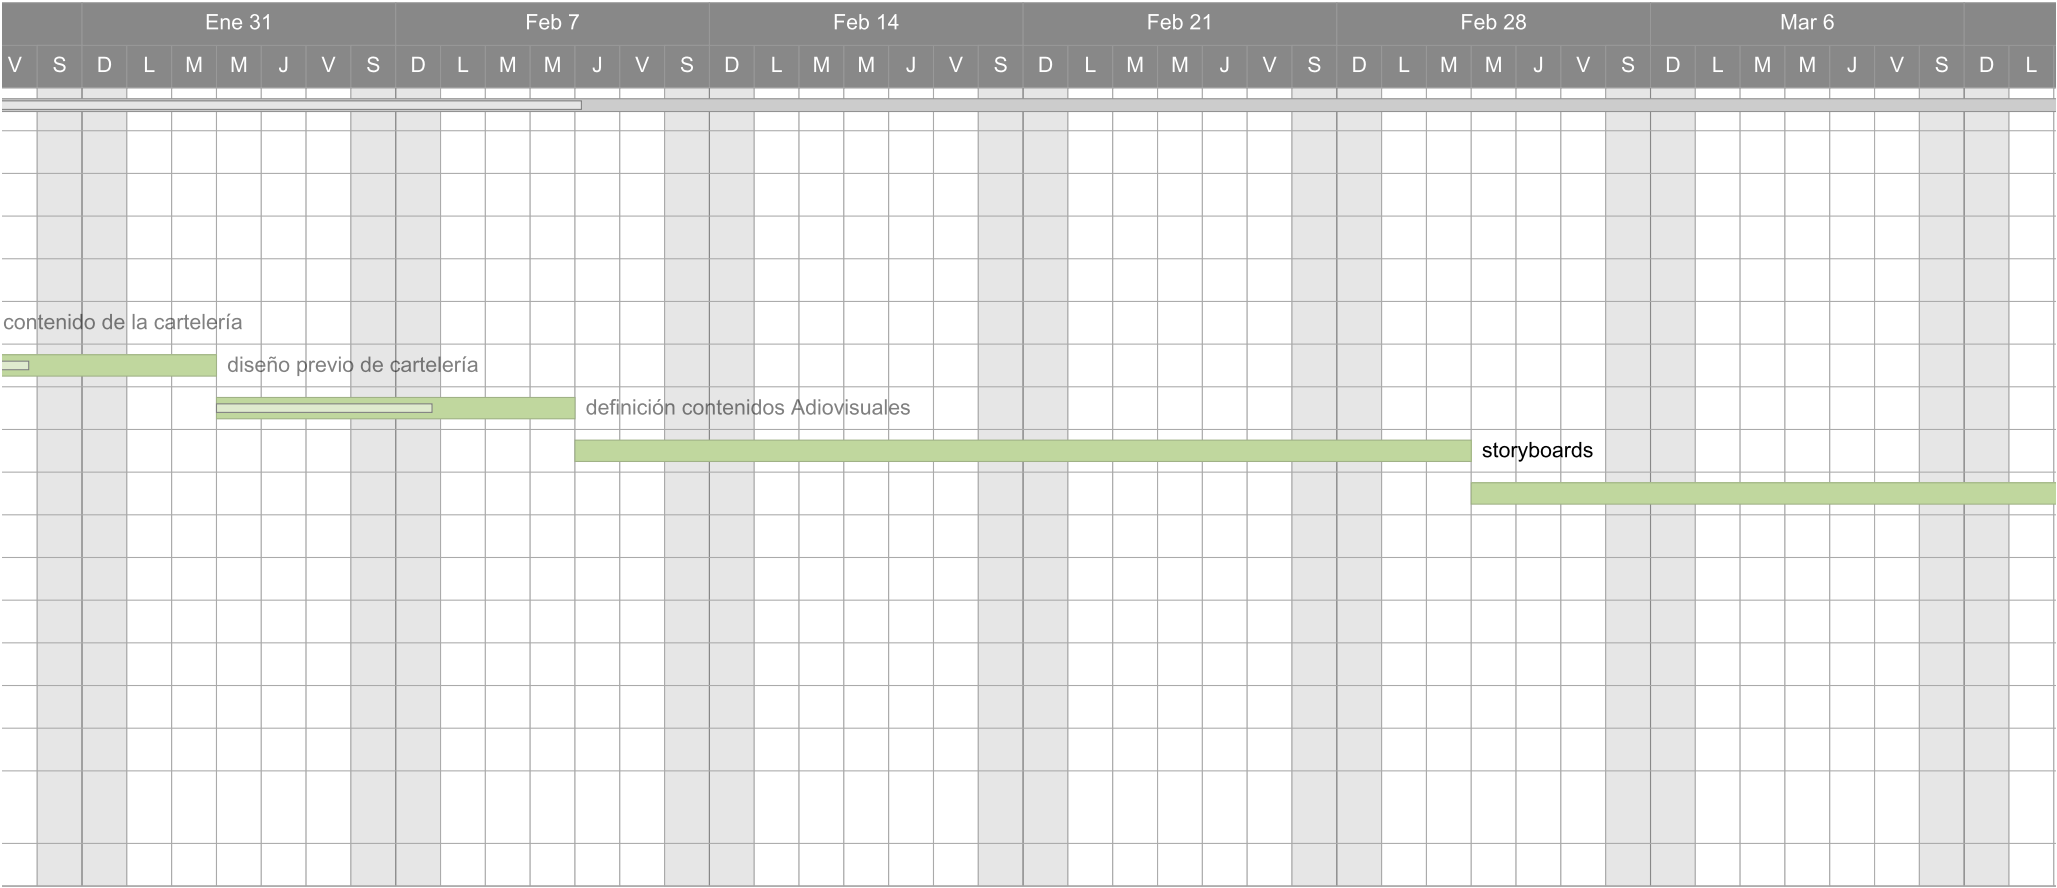 Ene 31 Feb 7 Feb 14 Feb 21 Feb 28 Mar 6
V S D L M M J V S D L M M J V S D L M M J V S D L M M J V S D L M M J V S D L M M J V S D L
contenido de la cartelería
diseño previo de cartelería
definición contenidos Adiovisuales
storyboards